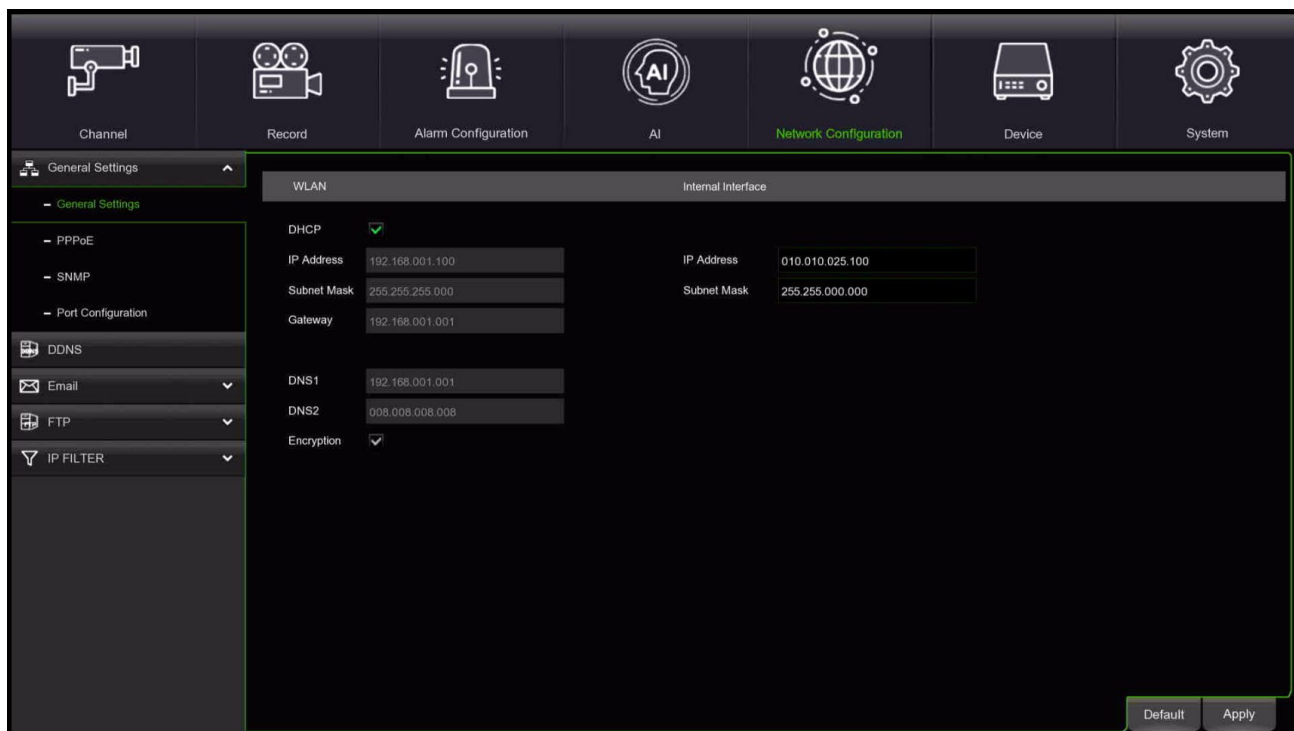 AI
Channel
Record
Alarm Configuration
AI
Network Configuration
Device
System
General Settings
– General Settings
– PPPoE
– SNMP
– Port Configuration
DDNS
Email
FTP
IP FILTER
WLAN
Internal Interface
DHCP
IP Address 192.168.001.100
IP Address 010.010.025.100
Subnet Mask 255.255.255.000
Subnet Mask 255.255.000.000
Gateway 192.168.001.001
DNS1 192.168.001.001
DNS2 008.008.008.008
Encryption
Default
Apply